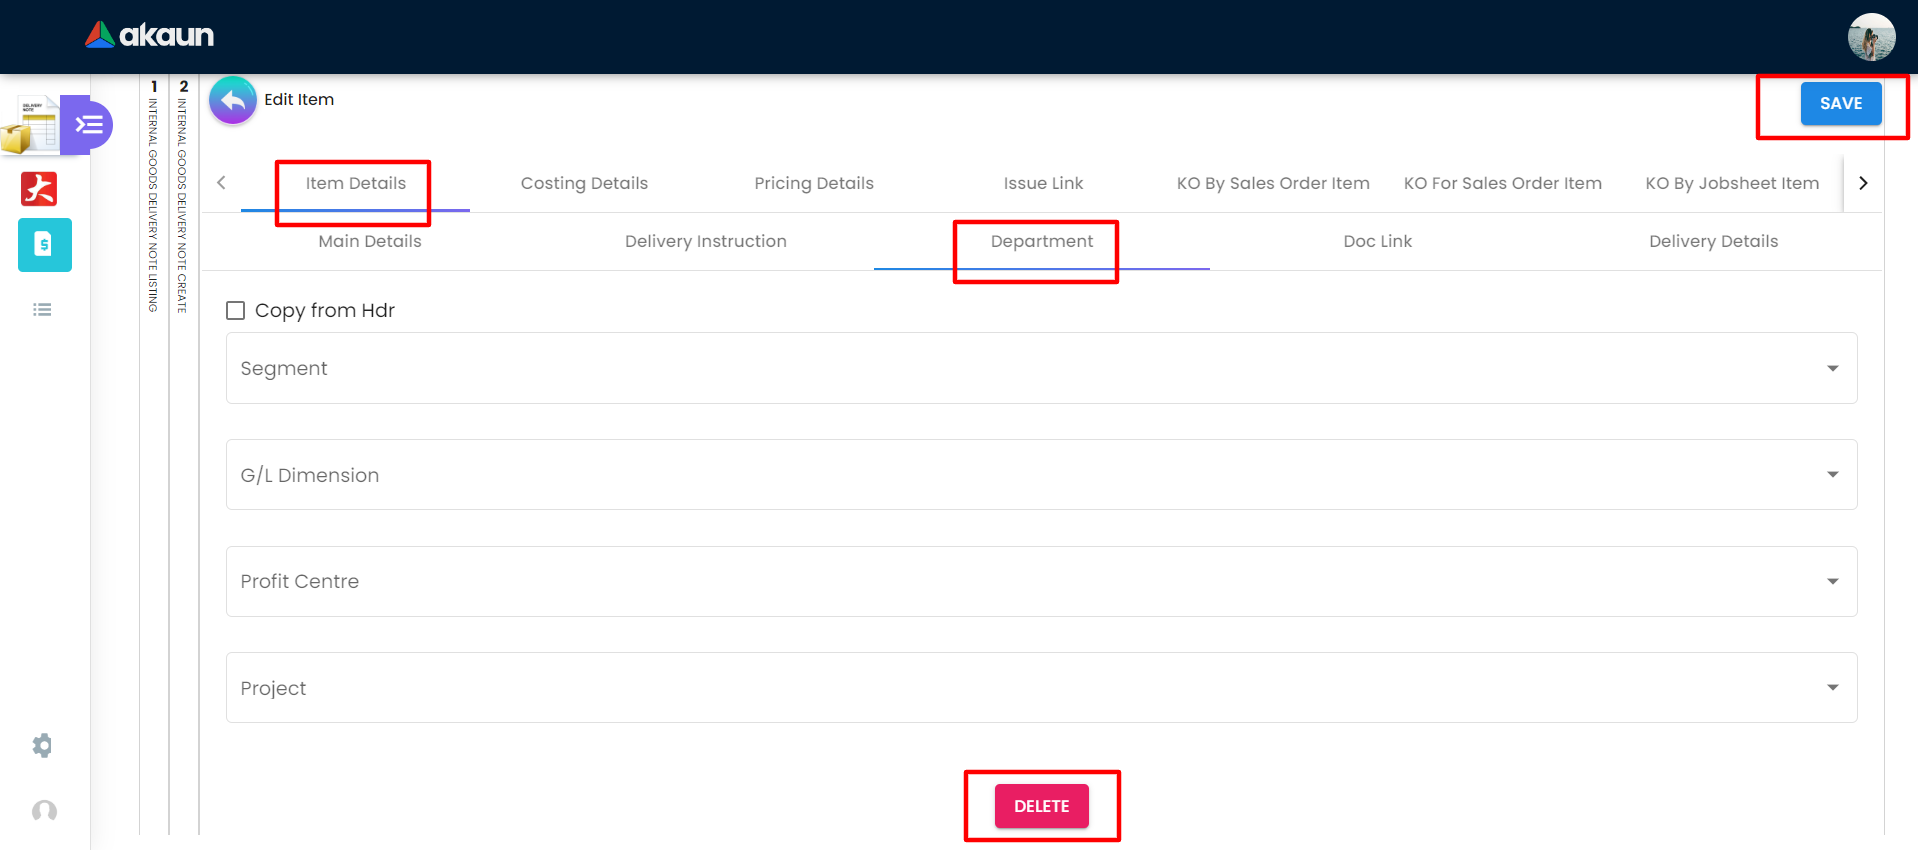 akaun
DELIVERY
NOTE
1 INTERNAL GOODS DELIVERY NOTE LISTING
2 INTERNAL GOODS DELIVERY NOTE CREATE
Edit Item
SAVE
Item Details
Costing Details
Pricing Details
Issue Link
KO By Sales Order Item
KO For Sales Order Item
KO By Jobsheet Item
Main Details
Delivery Instruction
Department
Doc Link
Delivery Details
Copy from Hdr
Segment
G/L Dimension
Profit Centre
Project
DELETE